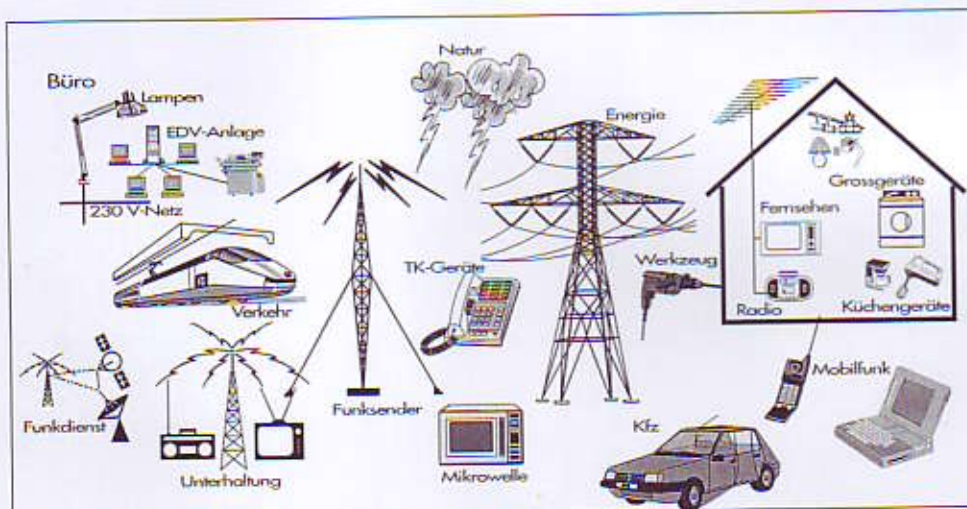 Natur
Büro
Lampen
EDV-Anlage
230 V-Netz
Energie
Grossgeräte
Fernsehen
Werkzeug
Radio
Küchengeräte
TK-Geräte
Verkehr
Funkdienst
Unterhaltung
Funksender
Mikrowelle
Kfz
Mobilfunk